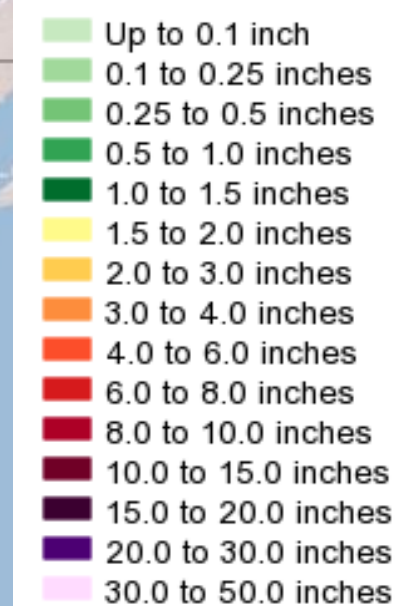 Up to 0.1 inch
0.1 to 0.25 inches
0.25 to 0.5 inches
0.5 to 1.0 inches
1.0 to 1.5 inches
1.5 to 2.0 inches
2.0 to 3.0 inches
3.0 to 4.0 inches
4.0 to 6.0 inches
6.0 to 8.0 inches
8.0 to 10.0 inches
10.0 to 15.0 inches
15.0 to 20.0 inches
20.0 to 30.0 inches
30.0 to 50.0 inches